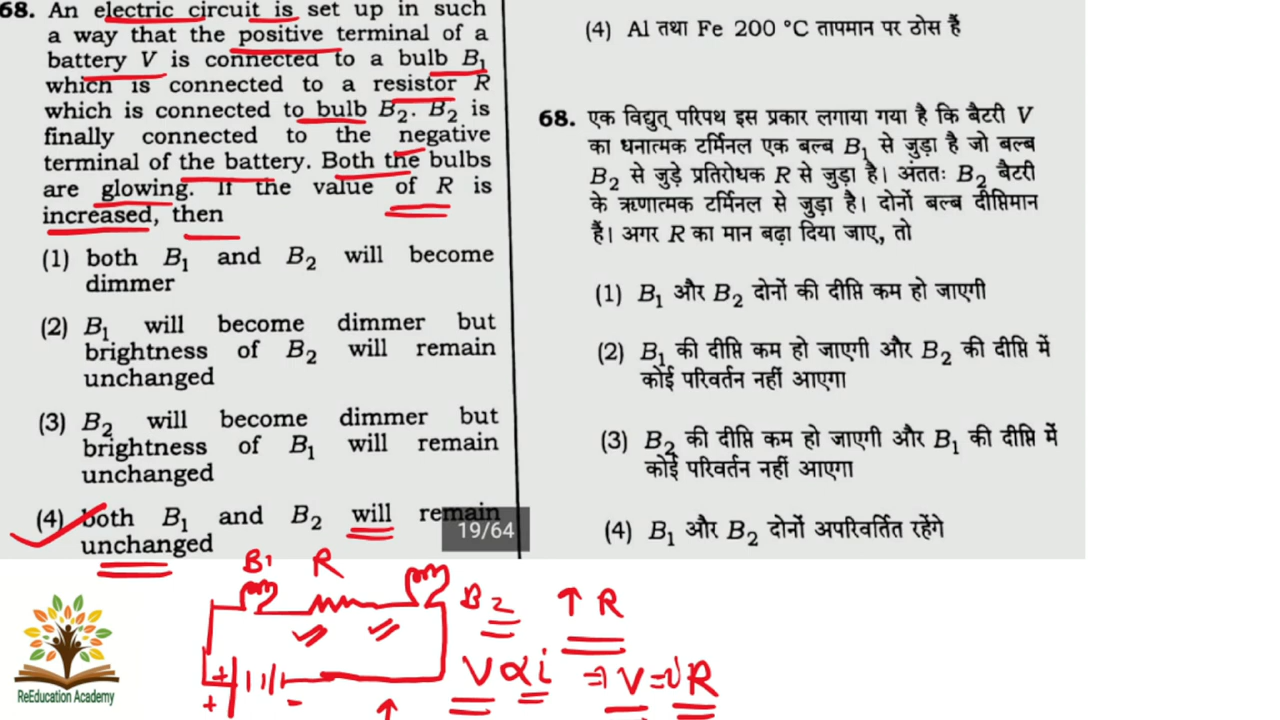 68. An electric circuit is set up in such
a way that the positive terminal of a
battery V is connected to a bulb B₁
which is connected to a resistor R
which is connected to bulb B₂. B₂ is
finally connected to the negative
terminal of the battery. Both the bulbs
are glowing. If the value of R is
increased, then
(1) both B₁ and B₂ will become
dimmer
(2) B₁ will become dimmer but
brightness of B₂ will remain
unchanged
(3) B₂ will become dimmer but
brightness of B₁ will remain
unchanged
(4) both B₁ and B₂ will remain
unchanged
(4) Al तथा Fe 200 °C तापमान पर ठोस हैं
68. एक विद्युत् परिपथ इस प्रकार लगाया गया है कि बैटरी V
का धनात्मक टर्मिनल एक बल्ब B₁ से जुड़ा है जो बल्ब
B₂ से जुड़े प्रतिरोधक R से जुड़ा है। अंततः B₂ बैटरी
के ऋणात्मक टर्मिनल से जुड़ा है। दोनों बल्ब दीप्तिमान
हैं। अगर R का मान बढ़ा दिया जाए, तो
(1) B₁ और B₂ दोनों की दीप्ति कम हो जाएगी
(2) B₁ की दीप्ति कम हो जाएगी और B₂ की दीप्ति में
कोई परिवर्तन नहीं आएगा
(3) B₂ की दीप्ति कम हो जाएगी और B₁ की दीप्ति में
कोई परिवर्तन नहीं आएगा
(4) B₁ और B₂ दोनों अपरिवर्तित रहेंगे
19/64
B₁ R
B₂ ↑ R
V ∝ i ⇒ V = iR
+
+ -
ReEducation Academy